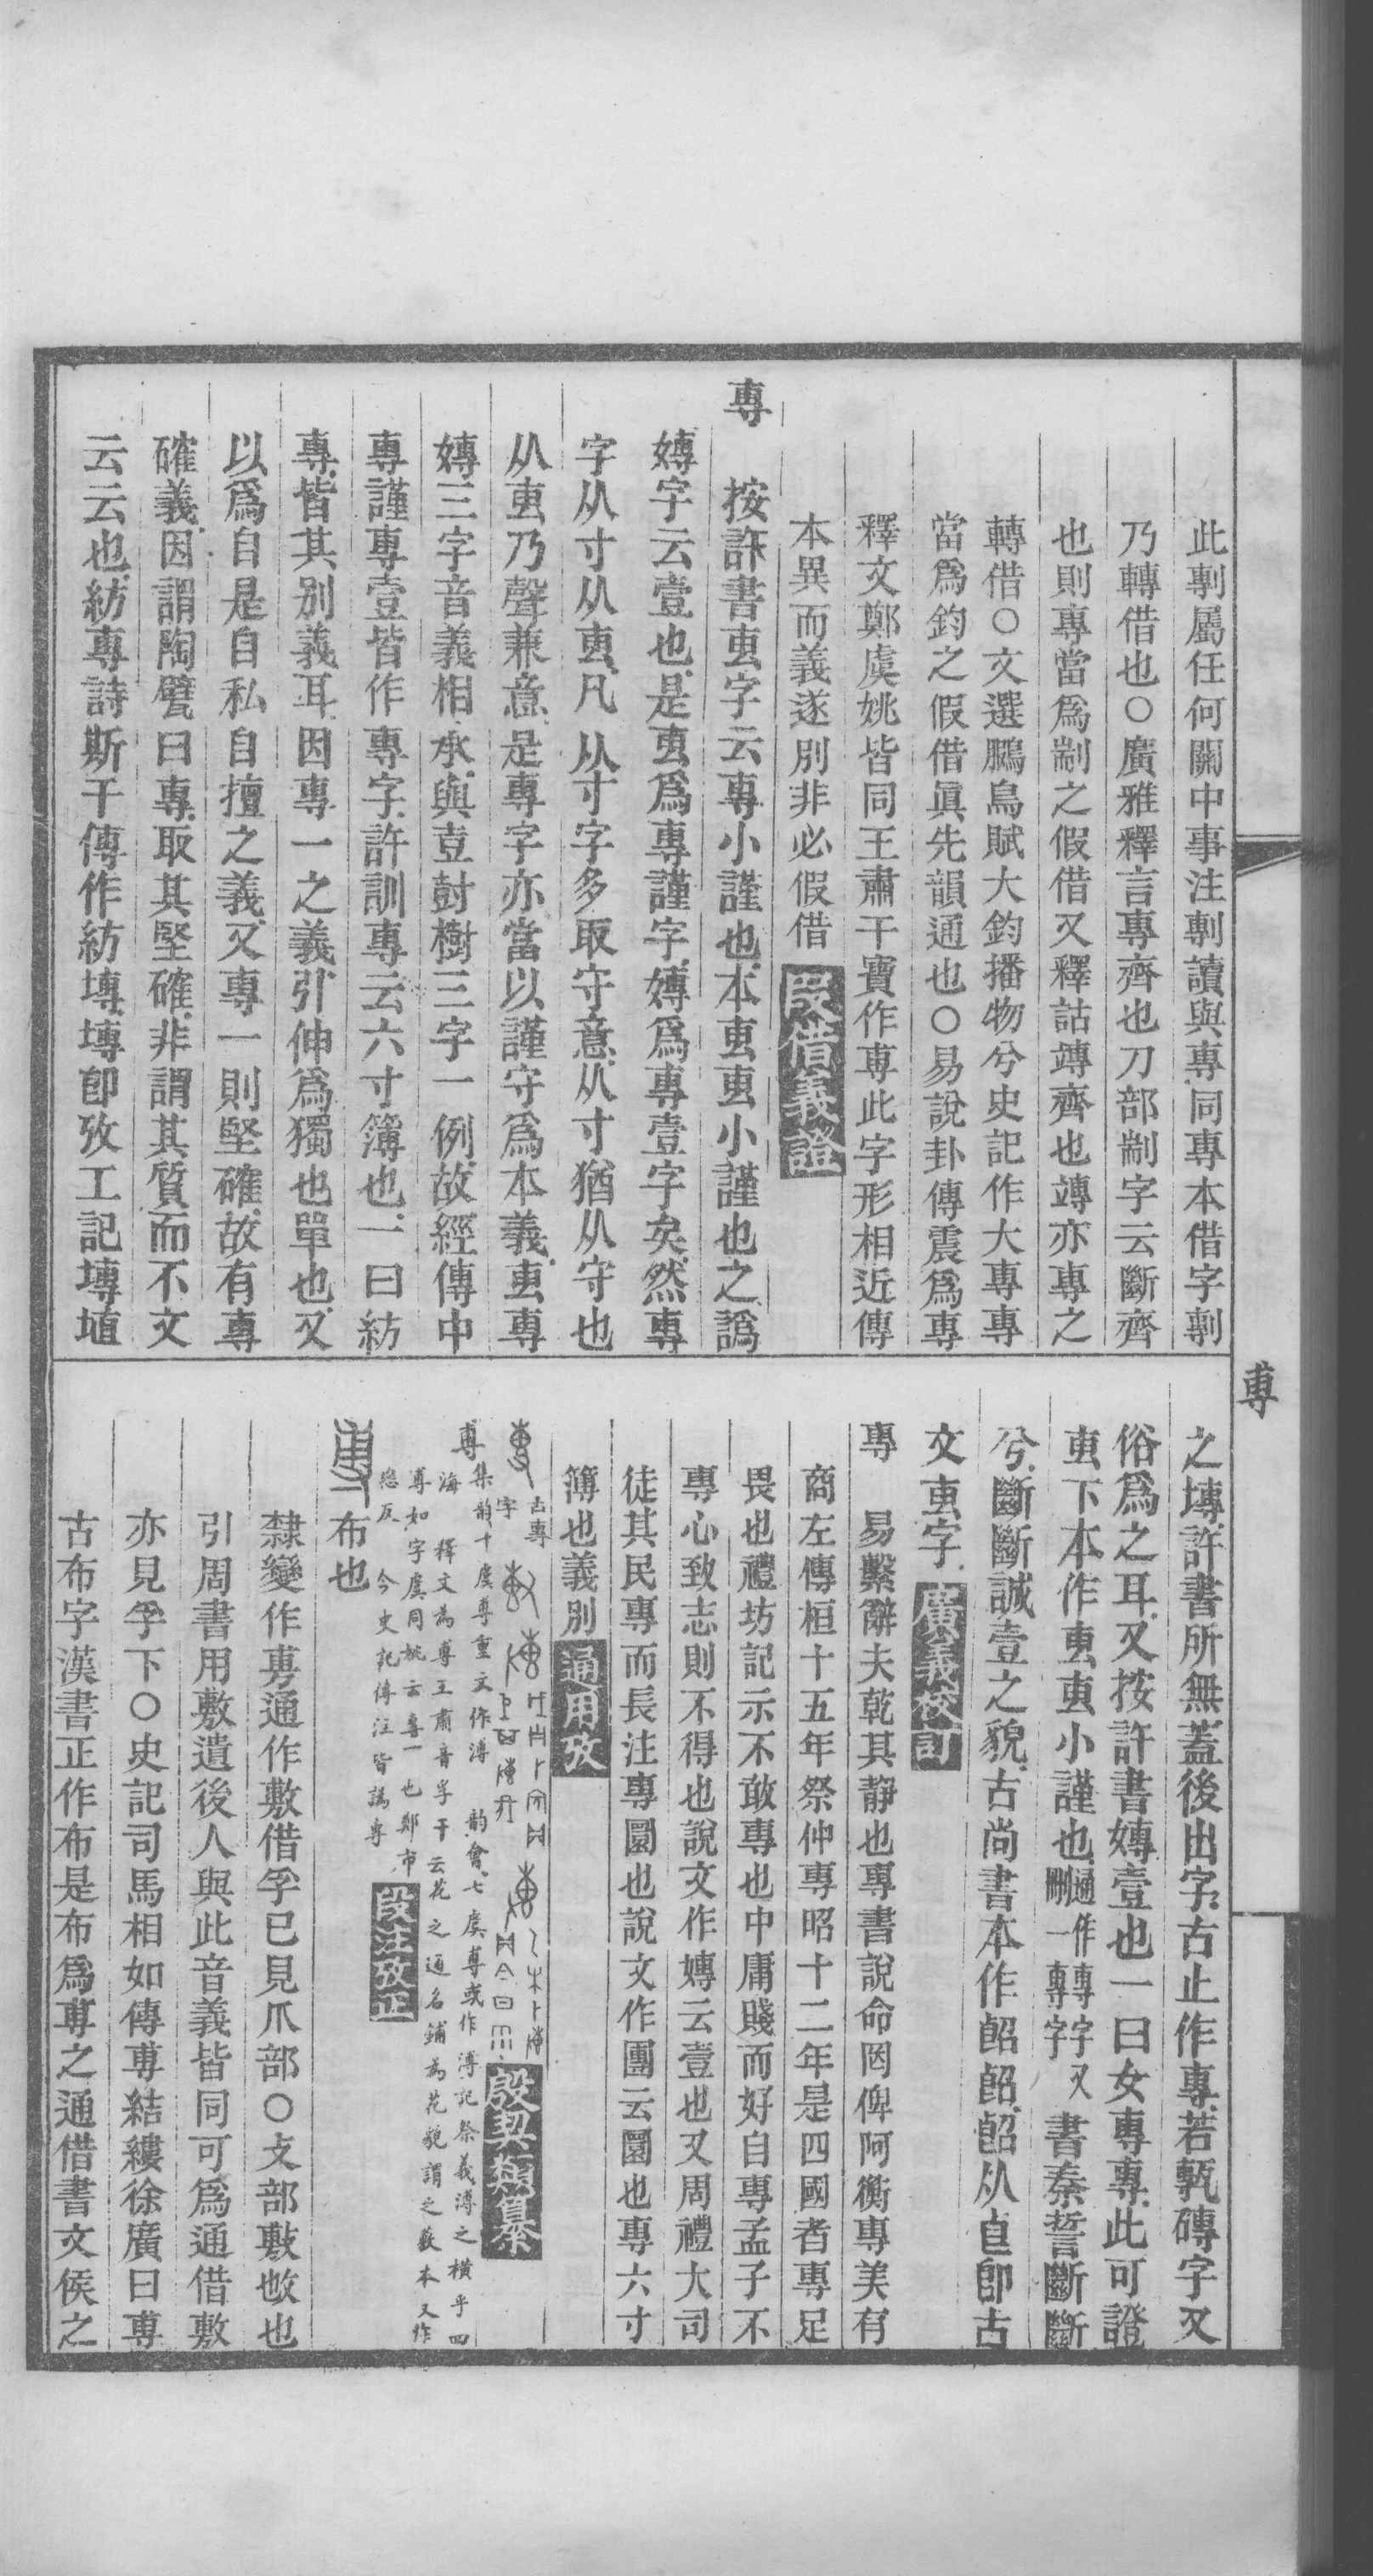 此剸屬任何關中事注剸讀與專同專本借字剸
乃轉借也○廣雅釋言專齊也刀部剬字云斷齊
也則專當爲剬之假借又釋詁竱齊也竱亦專之
轉借○文選鵩鳥賦大鈞播物兮史記作大專專
當爲鈞之假借眞先韻通也○易說卦傳震爲專
釋文鄭虞姚皆同王肅干寶作尃此字形相近傳
本異而義遂別非必假借 叚借義證
專 按許書叀字云專小謹也本叀叀小謹也之譌
嫥字云壹也是叀爲專謹字嫥爲專壹字矣然專
字从寸从叀凡从寸字多取守意从寸猶从守也
从叀乃聲兼意是專字亦當以謹守爲本義叀專
嫥三字音義相承與壴尌樹三字一例故經傳中
專謹專壹皆作專字許訓專云六寸簿也一曰紡
專皆其別義耳因專一之義引伸爲獨也單也又
以爲自是自私自擅之義又專一則堅確故有專
確義因謂陶甓曰專取其堅確非謂其質而不文
云云也紡專詩斯干傳作紡塼塼卽攷工記塼埴
尃
之塼許書所無蓋後出字古止作專若甎磚字又
俗爲之耳又按許書嫥壹也一曰女專專此可證
叀下本作叀叀小謹也通作專轉字刪一專字又書秦誓斷斷
兮斷斷誠壹之貌古尚書本作㫁㫁㫁从𠧢卽古
文叀字 廣義校訂
專 易繫辭夫乾其靜也專書說命罔俾阿衡專美有
商左傳桓十五年祭仲專昭十二年是四國者專足
畏也禮坊記示不敢專也中庸賤而好自專孟子不
專心致志則不得也說文作嫥云壹也又周禮大司
徒其民專而長注專圜也說文作團云圜也專六寸
簿也義別 通用攷
古專字 殷契類纂
尃 集韵十虞尃重文作溥 韵會七虞尃或作溥記祭義溥之橫乎四
海 釋文為尃王肅音孚干云花之通名鋪為花貌謂之藪本又作
尃如字虞同姚云專一也鄭市
戀反 今史記傳注皆譌專 段注攷正
布也
隸變作旉通作敷借孚已見爪部○攴部敷㪺也
引周書用敷遺後人與此音義皆同可爲通借敷
亦見孚下○史記司馬相如傳尃結縷徐廣曰尃
古布字漢書正作布是布爲尃之通借書文侯之